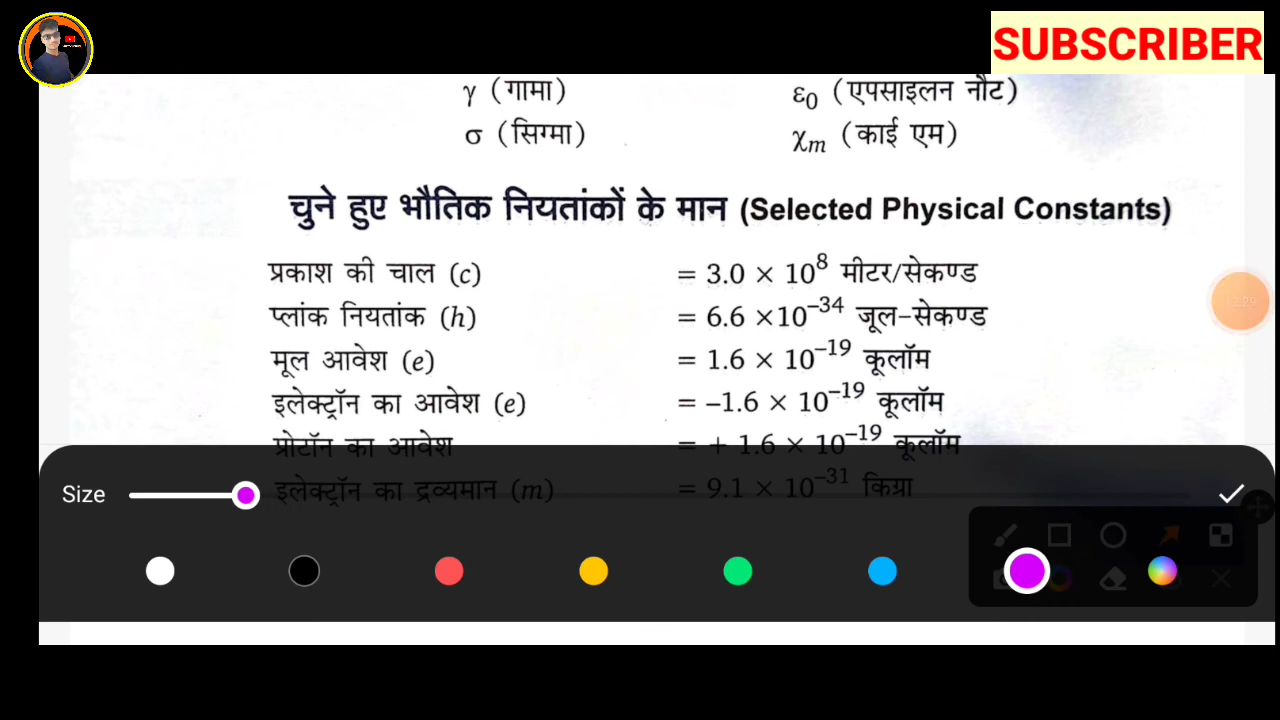 SUBSCRIBER
γ (गामा) ε₀ (एपसाइलन नौट)
σ (सिग्मा) χₘ (काई एम)
चुने हुए भौतिक नियतांकों के मान (Selected Physical Constants)
प्रकाश की चाल (c) = 3.0 × 10⁸ मीटर/सेकण्ड
प्लांक नियतांक (h) = 6.6 ×10⁻³⁴ जूल-सेकण्ड
मूल आवेश (e) = 1.6 × 10⁻¹⁹ कूलॉम
इलेक्ट्रॉन का आवेश (e) = –1.6 × 10⁻¹⁹ कूलॉम
प्रोटॉन का आवेश = + 1.6 × 10⁻¹⁹ कूलॉम
इलेक्ट्रॉन का द्रव्यमान (m) = 9.1 × 10⁻³¹ किग्रा
Size